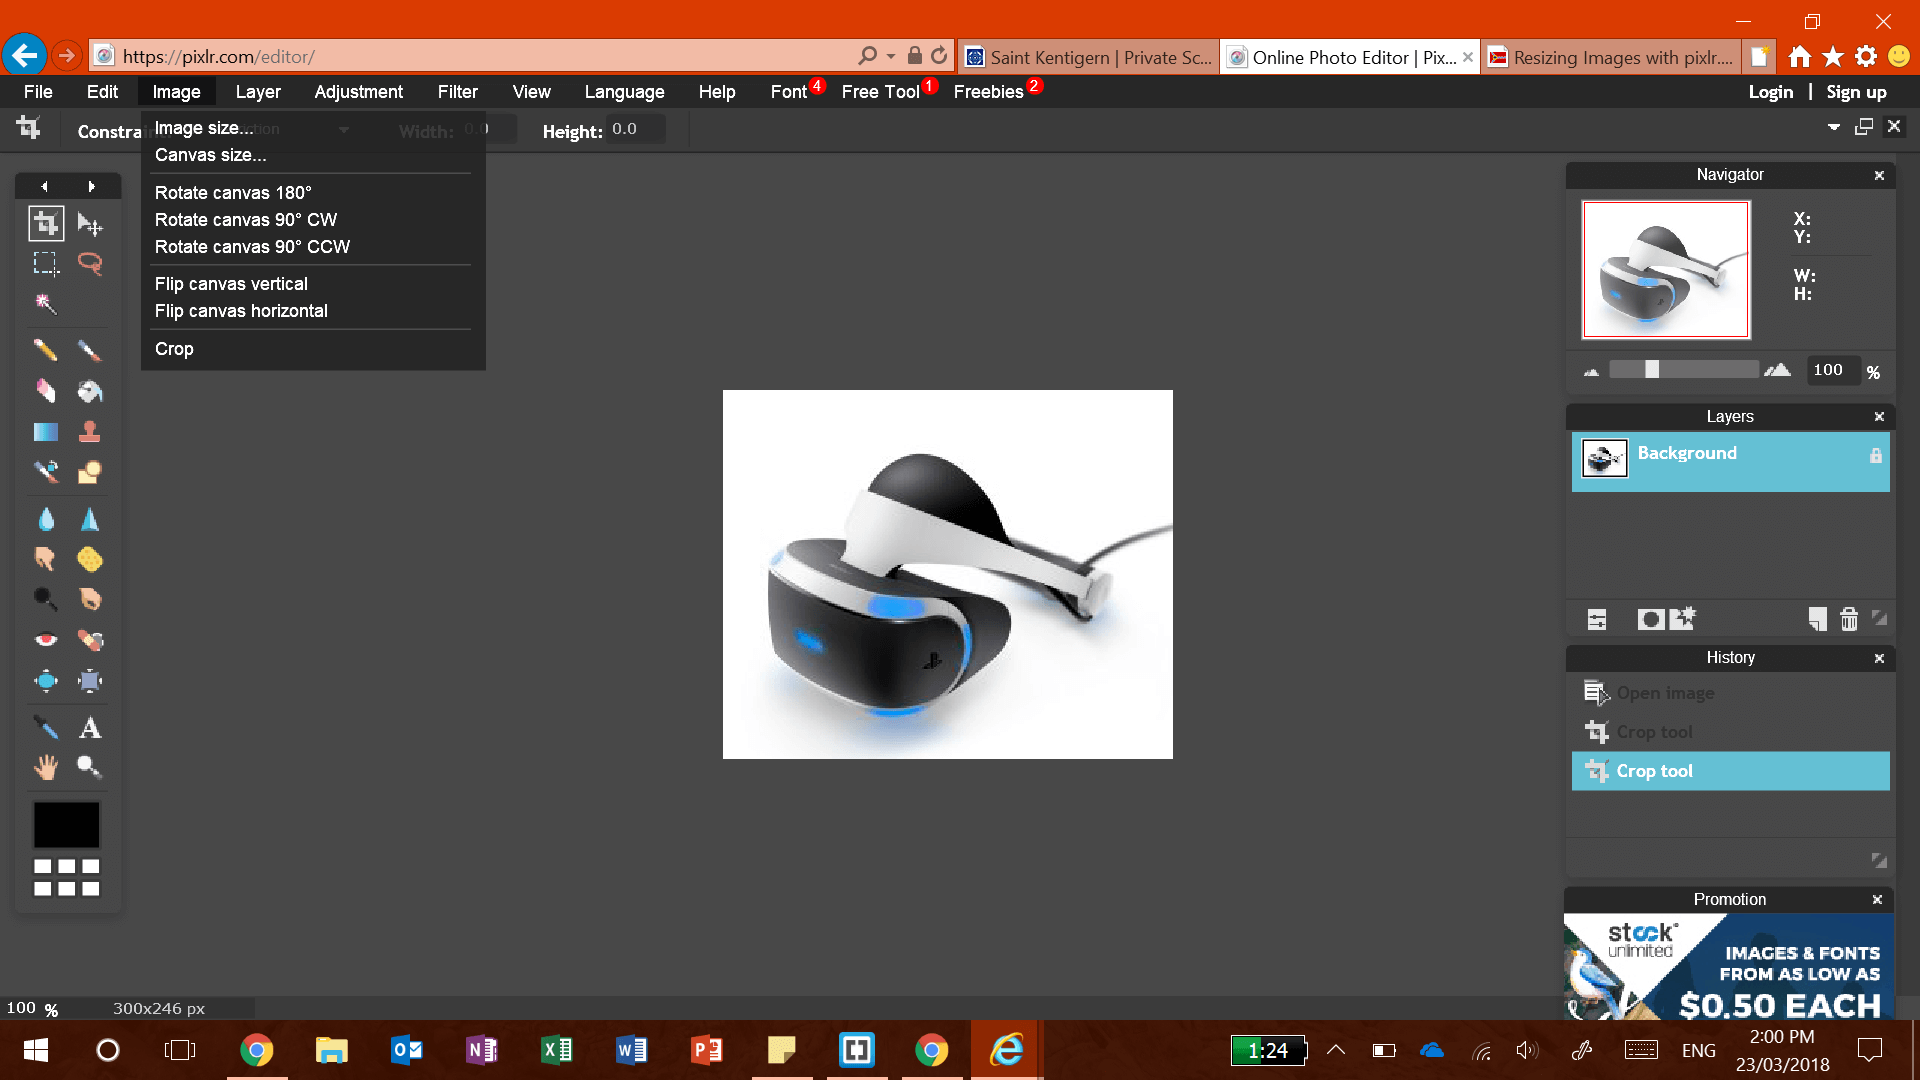 https://pixlr.com/editor/
Saint Kentigern | Private Sc...
Online Photo Editor | Pix...
Resizing Images with pixlr....
File Edit Image Layer Adjustment Filter View Language Help Font 4 Free Tool 1 Freebies 2 Login | Sign up
Width: 0.0 Height: 0.0
Image size...
Canvas size...
Rotate canvas 180°
Rotate canvas 90° CW
Rotate canvas 90° CCW
Flip canvas vertical
Flip canvas horizontal
Crop
Navigator
X:
Y:
W:
H:
100 %
Layers
Background
History
Open image
Crop tool
Crop tool
Promotion
stock
unlimited
IMAGES & FONTS
FROM AS LOW AS
$0.50 EACH
100 % 300x246 px
1:24
ENG
2:00 PM
23/03/2018